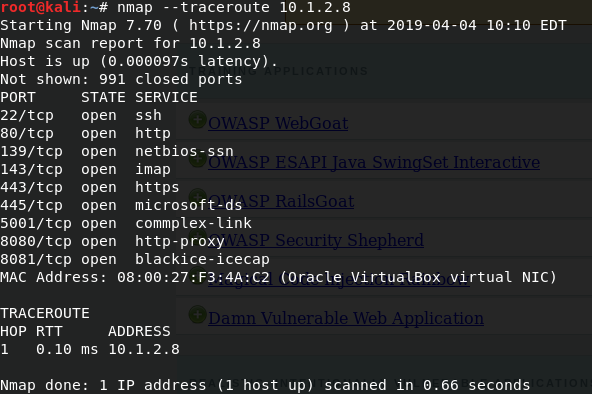 root@kali:~# nmap --traceroute 10.1.2.8
Starting Nmap 7.70 ( https://nmap.org ) at 2019-04-04 10:10 EDT
Nmap scan report for 10.1.2.8
Host is up (0.000097s latency).
Not shown: 991 closed ports
PORT     STATE SERVICE
22/tcp   open  ssh
80/tcp   open  http
139/tcp  open  netbios-ssn
143/tcp  open  imap
443/tcp  open  https
445/tcp  open  microsoft-ds
5001/tcp open  commplex-link
8080/tcp open  http-proxy
8081/tcp open  blackice-icecap
MAC Address: 08:00:27:F3:4A:C2 (Oracle VirtualBox virtual NIC)
TRACEROUTE
HOP RTT     ADDRESS
1   0.10 ms 10.1.2.8
Nmap done: 1 IP address (1 host up) scanned in 0.66 seconds
TRAINING APPLICATIONS
OWASP WebGoat
OWASP ESAPI Java SwingSet Interactive
OWASP RailsGoat
OWASP Security Shepherd
Damn Vulnerable Web Application